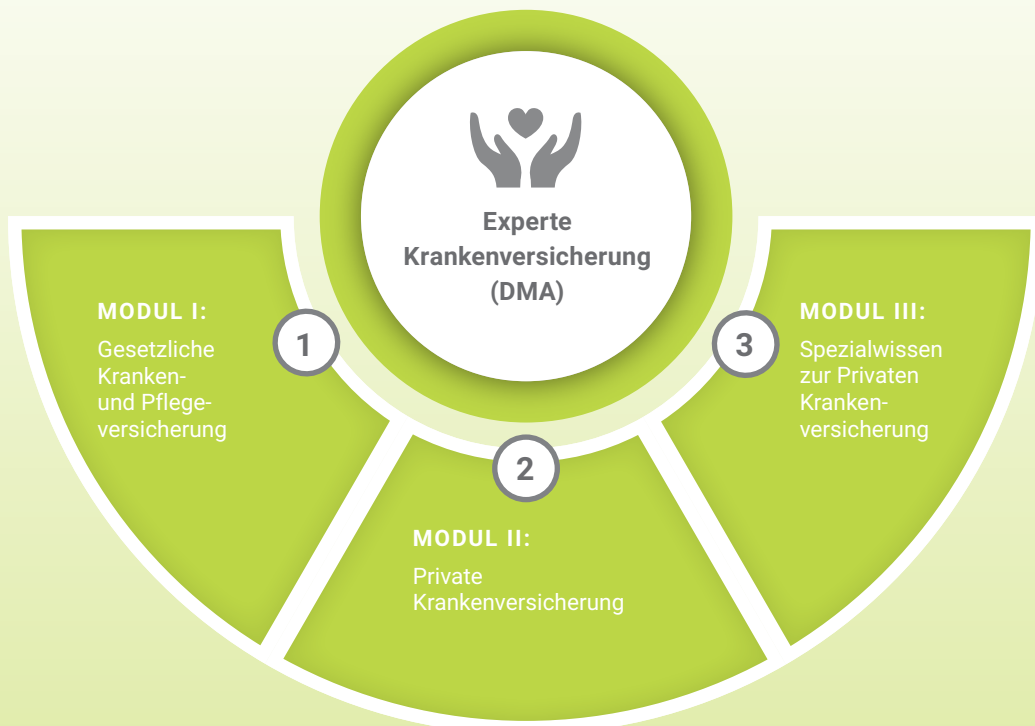 Experte
Krankenversicherung
(DMA)
MODUL I:
Gesetzliche
Kranken-
und Pflege-
versicherung
1
2
MODUL II:
Private
Krankenversicherung
3
MODUL III:
Spezialwissen
zur Privaten
Kranken-
versicherung